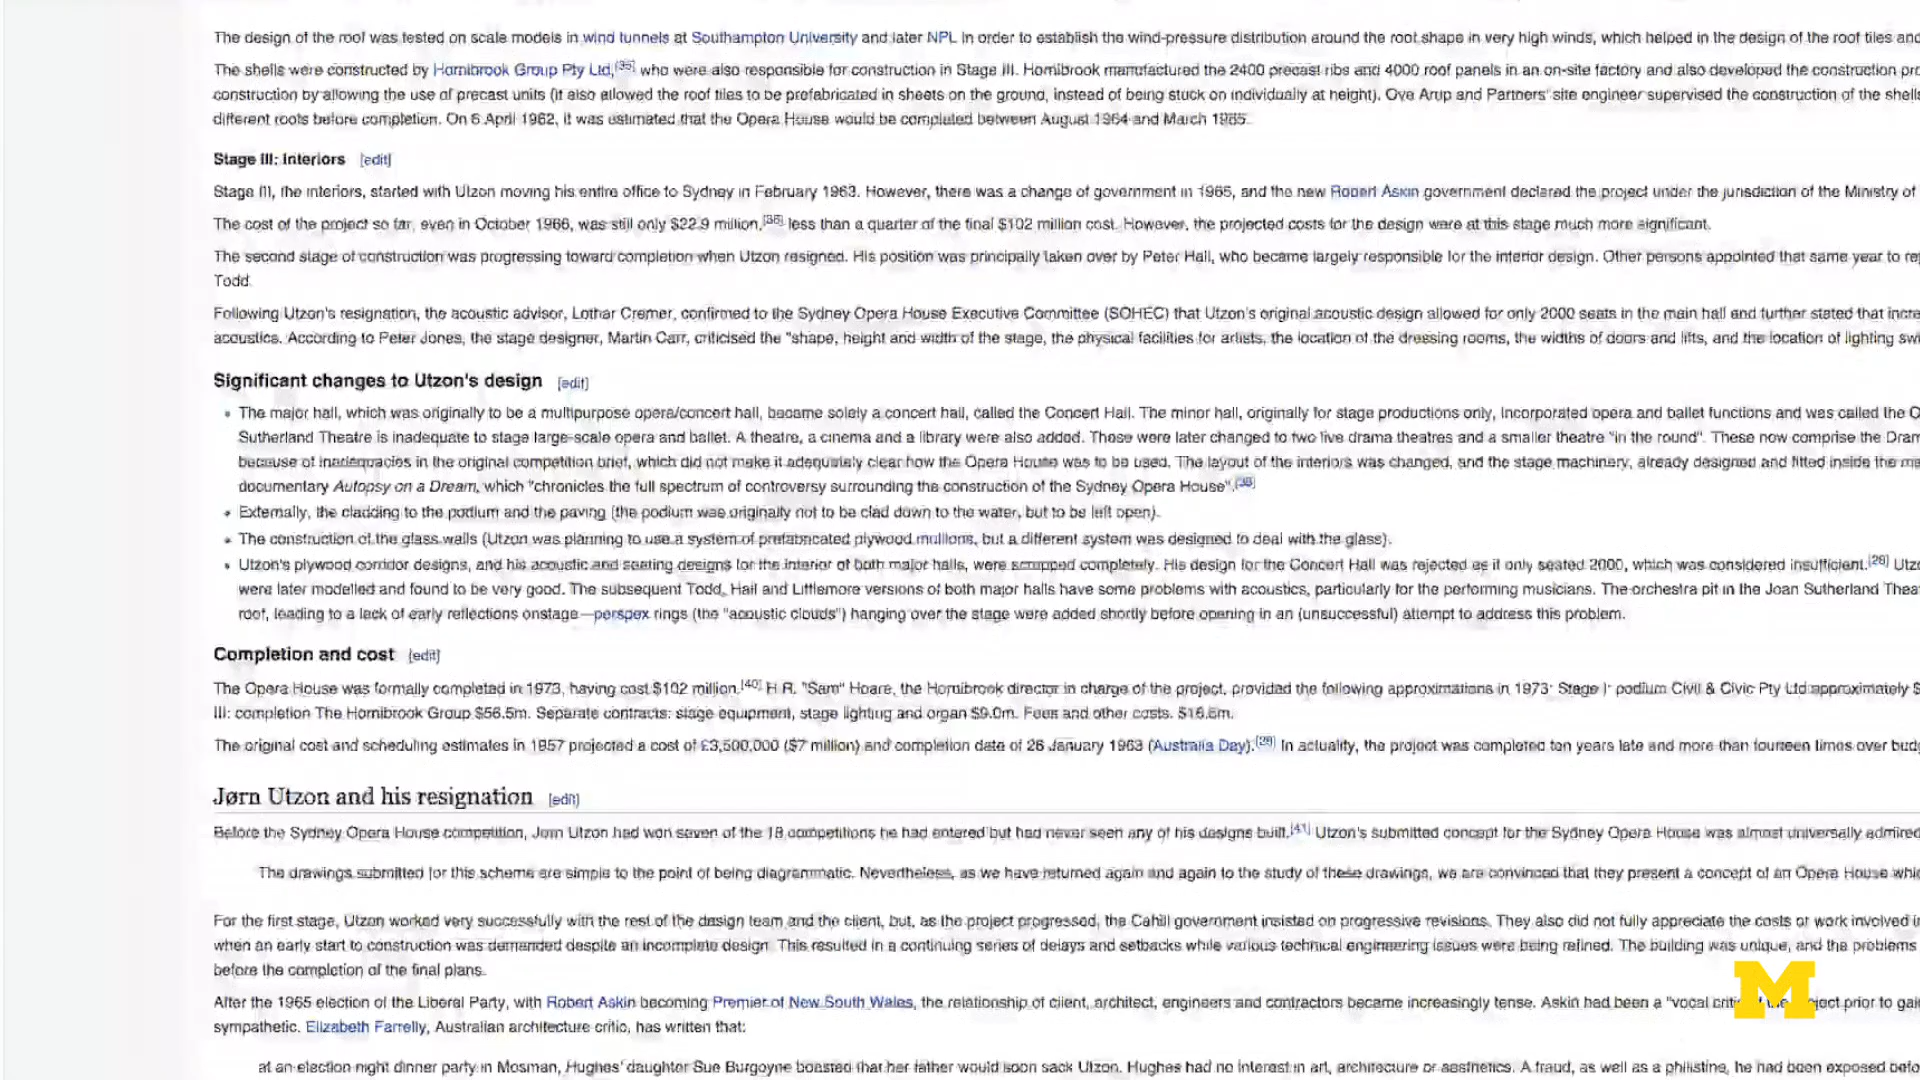 The design of the roof was tested on scale models in wind tunnels at Southampton University and later NPL in order to establish the wind-pressure distribution around the roof shape in very high winds, which helped in the design of the roof tiles and
The shells were constructed by Hornibrook Group Pty Ltd,[35] who were also responsible for construction in Stage III. Hornibrook manufactured the 2400 precast ribs and 4000 roof panels in an on-site factory and also developed the construction pro
construction by allowing the use of precast units (it also allowed the roof tiles to be prefabricated in sheets on the ground, instead of being stuck on individually at height). Ove Arup and Partners' site engineer supervised the construction of the shells
different roofs before completion. On 6 April 1962, it was estimated that the Opera House would be completed between August 1964 and March 1965.
Stage III: Interiors [edit]
Stage III, the interiors, started with Utzon moving his entire office to Sydney in February 1963. However, there was a change of government in 1965, and the new Robert Askin government declared the project under the jurisdiction of the Ministry of
The cost of the project so far, even in October 1966, was still only $22.9 million,[36] less than a quarter of the final $102 million cost. However, the projected costs for the design were at this stage much more significant.
The second stage of construction was progressing toward completion when Utzon resigned. His position was principally taken over by Peter Hall, who became largely responsible for the interior design. Other persons appointed that same year to rep
Todd.
Following Utzon's resignation, the acoustic advisor, Lothar Cremer, confirmed to the Sydney Opera House Executive Committee (SOHEC) that Utzon's original acoustic design allowed for only 2000 seats in the main hall and further stated that incre
acoustics. According to Peter Jones, the stage designer, Martin Carr, criticised the "shape, height and width of the stage, the physical facilities for artists, the location of the dressing rooms, the widths of doors and lifts, and the location of lighting swi
Significant changes to Utzon's design [edit]
• The major hall, which was originally to be a multipurpose opera/concert hall, became solely a concert hall, called the Concert Hall. The minor hall, originally for stage productions only, incorporated opera and ballet functions and was called the O
Sutherland Theatre is inadequate to stage large-scale opera and ballet. A theatre, a cinema and a library were also added. These were later changed to two live drama theatres and a smaller theatre "in the round". These now comprise the Dram
because of inadequacies in the original competition brief, which did not make it adequately clear how the Opera House was to be used. The layout of the interiors was changed, and the stage machinery, already designed and fitted inside the ma
documentary Autopsy on a Dream, which "chronicles the full spectrum of controversy surrounding the construction of the Sydney Opera House".[38]
• Externally, the cladding to the podium and the paving (the podium was originally not to be clad down to the water, but to be left open).
• The construction of the glass walls (Utzon was planning to use a system of prefabricated plywood mullions, but a different system was designed to deal with the glass).
• Utzon's plywood corridor designs, and his acoustic and seating designs for the interior of both major halls, were scrapped completely. His design for the Concert Hall was rejected as it only seated 2000, which was considered insufficient.[26] Utzo
were later modelled and found to be very good. The subsequent Todd, Hall and Littlemore versions of both major halls have some problems with acoustics, particularly for the performing musicians. The orchestra pit in the Joan Sutherland Theat
roof, leading to a lack of early reflections onstage—perspex rings (the "acoustic clouds") hanging over the stage were added shortly before opening in an (unsuccessful) attempt to address this problem.
Completion and cost [edit]
The Opera House was formally completed in 1973, having cost $102 million.[40] H.R. "Sam" Hoare, the Hornibrook director in charge of the project, provided the following approximations in 1973: Stage I: podium Civil & Civic Pty Ltd approximately $
III: completion The Hornibrook Group $56.5m. Separate contracts: stage equipment, stage lighting and organ $9.0m. Fees and other costs. $16.5m.
The original cost and scheduling estimates in 1957 projected a cost of £3,500,000 ($7 million) and completion date of 26 January 1963 (Australia Day).[29] In actuality, the project was completed ten years late and more than fourteen times over budg
Jørn Utzon and his resignation [edit]
Before the Sydney Opera House competition, Jørn Utzon had won seven of the 18 competitions he had entered but had never seen any of his designs built.[41] Utzon's submitted concept for the Sydney Opera House was almost universally admired
The drawings submitted for this scheme are simple to the point of being diagrammatic. Nevertheless, as we have returned again and again to the study of these drawings, we are convinced that they present a concept of an Opera House whic
For the first stage, Utzon worked very successfully with the rest of the design team and the client, but, as the project progressed, the Cahill government insisted on progressive revisions. They also did not fully appreciate the costs or work involved in
when an early start to construction was demanded despite an incomplete design. This resulted in a continuing series of delays and setbacks while various technical engineering issues were being refined. The building was unique, and the problems
before the completion of the final plans.
After the 1965 election of the Liberal Party, with Robert Askin becoming Premier of New South Wales, the relationship of client, architect, engineers and contractors became increasingly tense. Askin had been a "vocal prior to gai
sympathetic. Elizabeth Farrelly, Australian architecture critic, has written that:
at an election night dinner party in Mosman, Hughes' daughter Sue Burgoyne boasted that her father would soon sack Utzon. Hughes had no interest in art, architecture or aesthetics. A fraud, as well as a philistine, he had been exposed befo
M